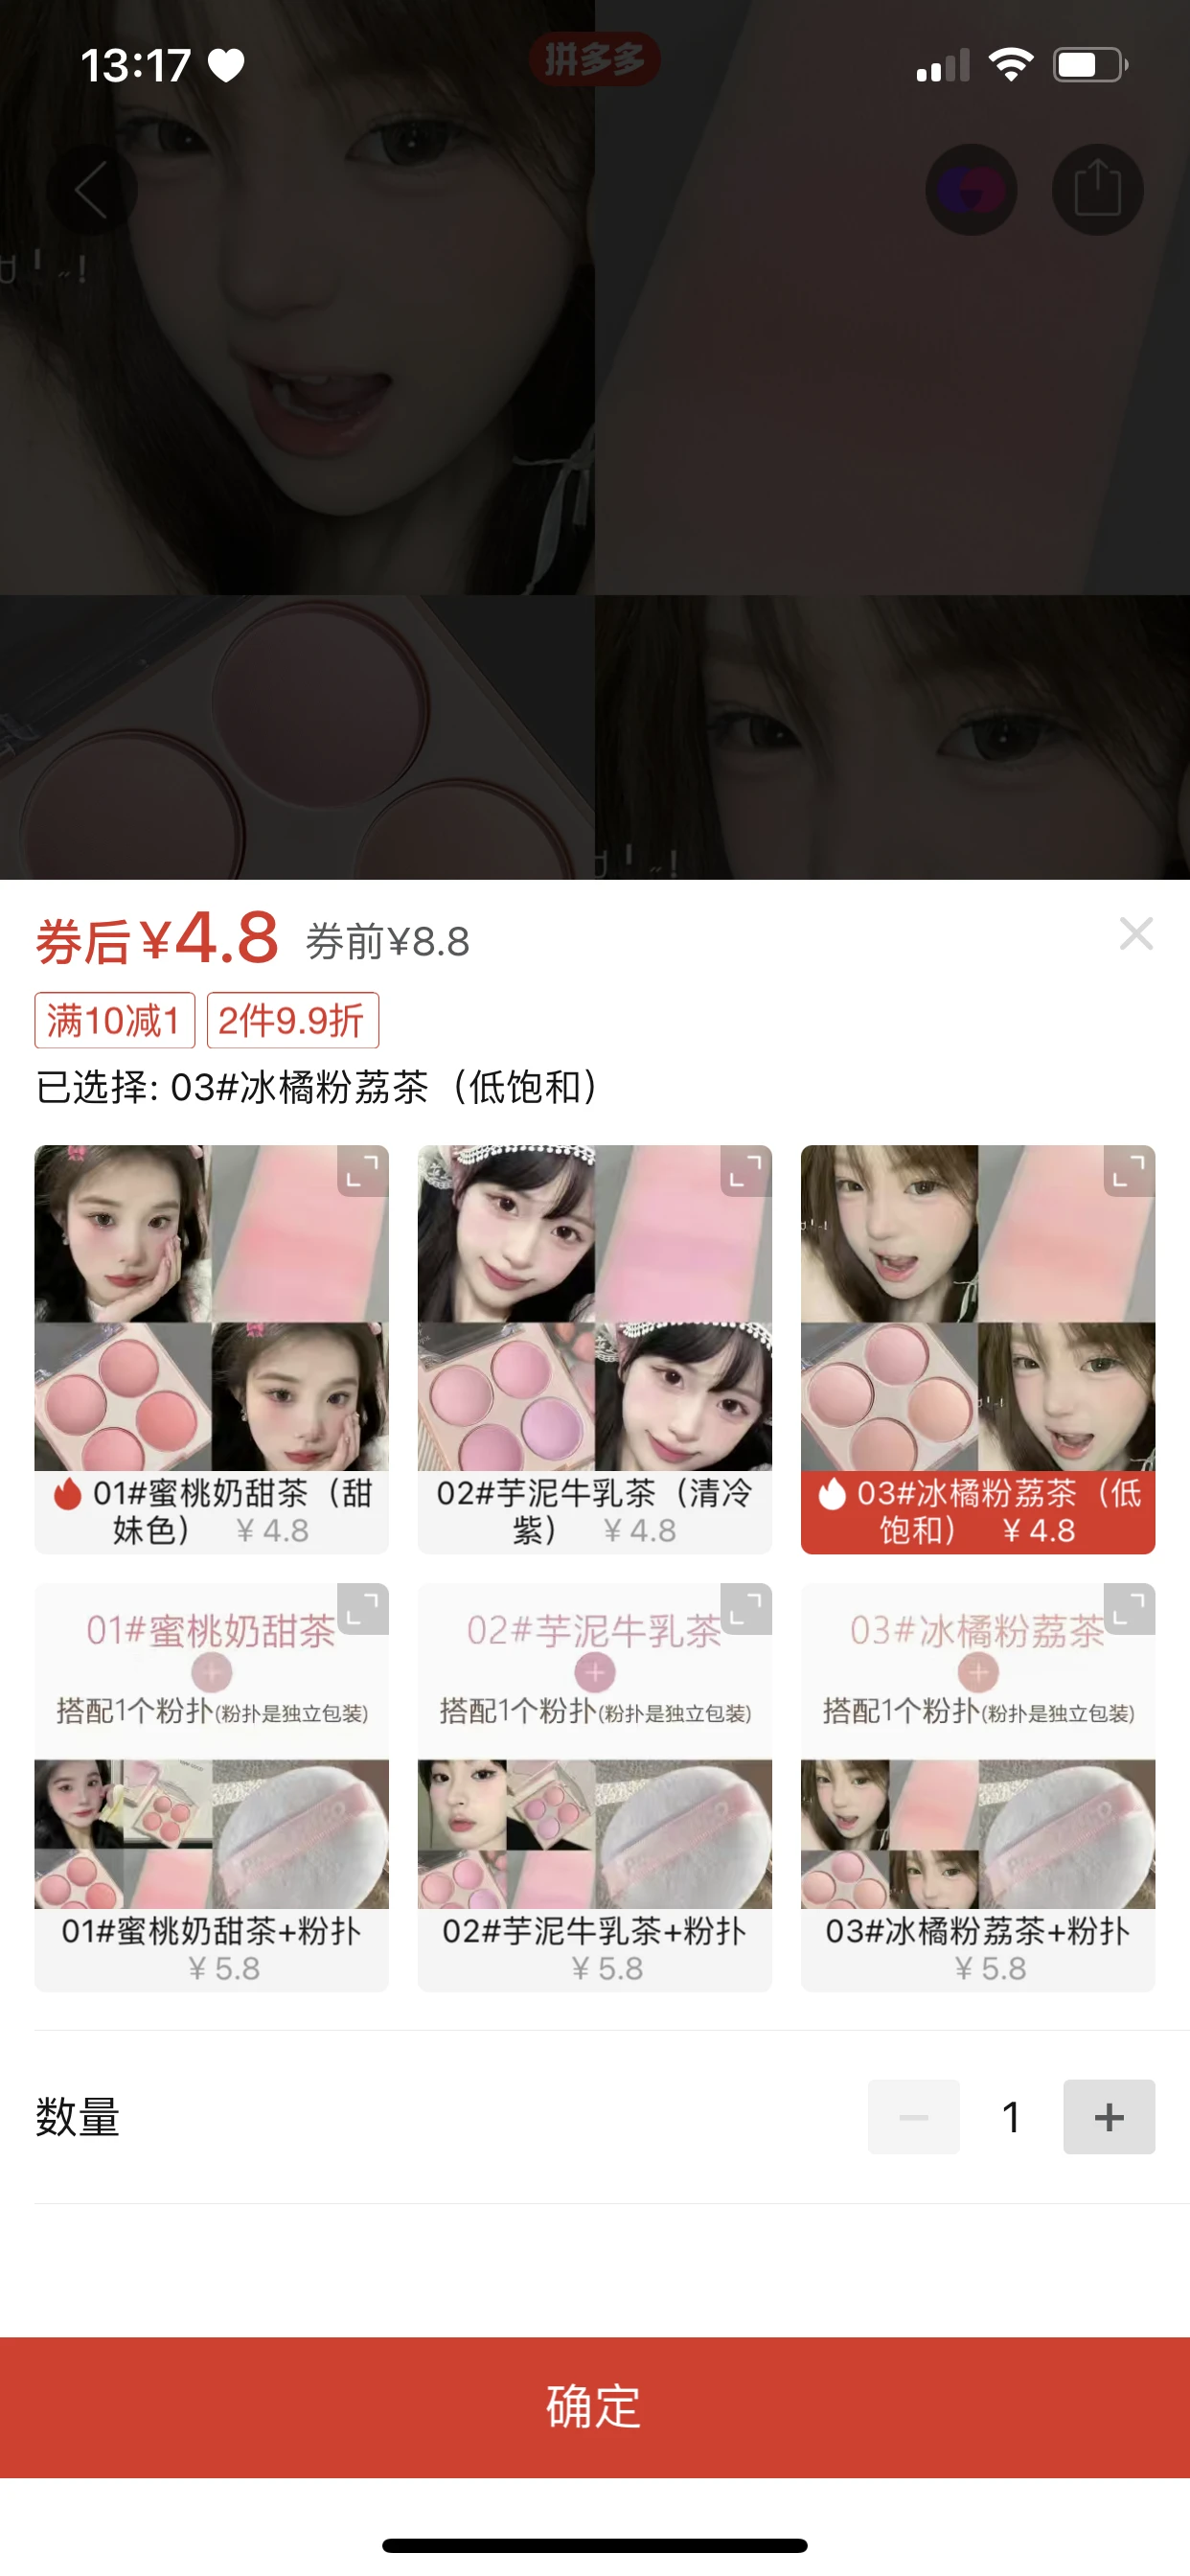 13:17
拼多多
券后¥4.8 券前¥8.8
满10减1 2件9.9折
已选择: 03#冰橘粉荔茶（低饱和）
01#蜜桃奶甜茶（甜
妹色） ¥4.8
02#芋泥牛乳茶（清冷
紫） ¥4.8
03#冰橘粉荔茶（低
饱和） ¥4.8
01#蜜桃奶甜茶
+
搭配1个粉扑(粉扑是独立包装)
01#蜜桃奶甜茶+粉扑
¥5.8
02#芋泥牛乳茶
+
搭配1个粉扑(粉扑是独立包装)
02#芋泥牛乳茶+粉扑
¥5.8
03#冰橘粉荔茶
+
搭配1个粉扑(粉扑是独立包装)
03#冰橘粉荔茶+粉扑
¥5.8
数量 − 1 +
确定